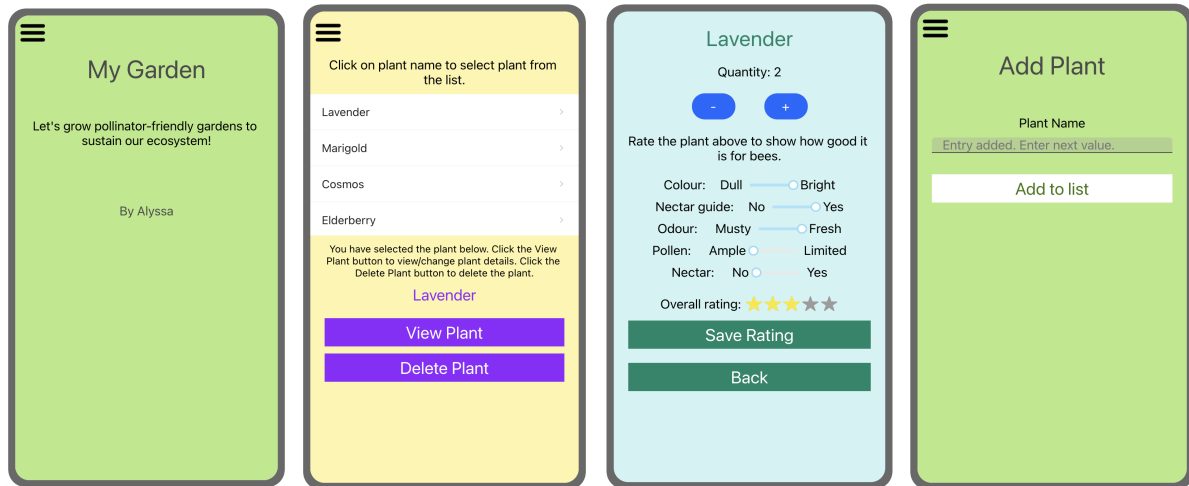 My Garden
Let's grow pollinator-friendly gardens to
sustain our ecosystem!
By Alyssa
Click on plant name to select plant from
the list.
Lavender
Marigold
Cosmos
Elderberry
You have selected the plant below. Click the View
Plant button to view/change plant details. Click the
Delete Plant button to delete the plant.
Lavender
View Plant
Delete Plant
Lavender
Quantity: 2
- +
Rate the plant above to show how good it
is for bees.
Colour: Dull Bright
Nectar guide: No Yes
Odour: Musty Fresh
Pollen: Ample Limited
Nectar: No Yes
Overall rating:
Save Rating
Back
Add Plant
Plant Name
Entry added. Enter next value.
Add to list